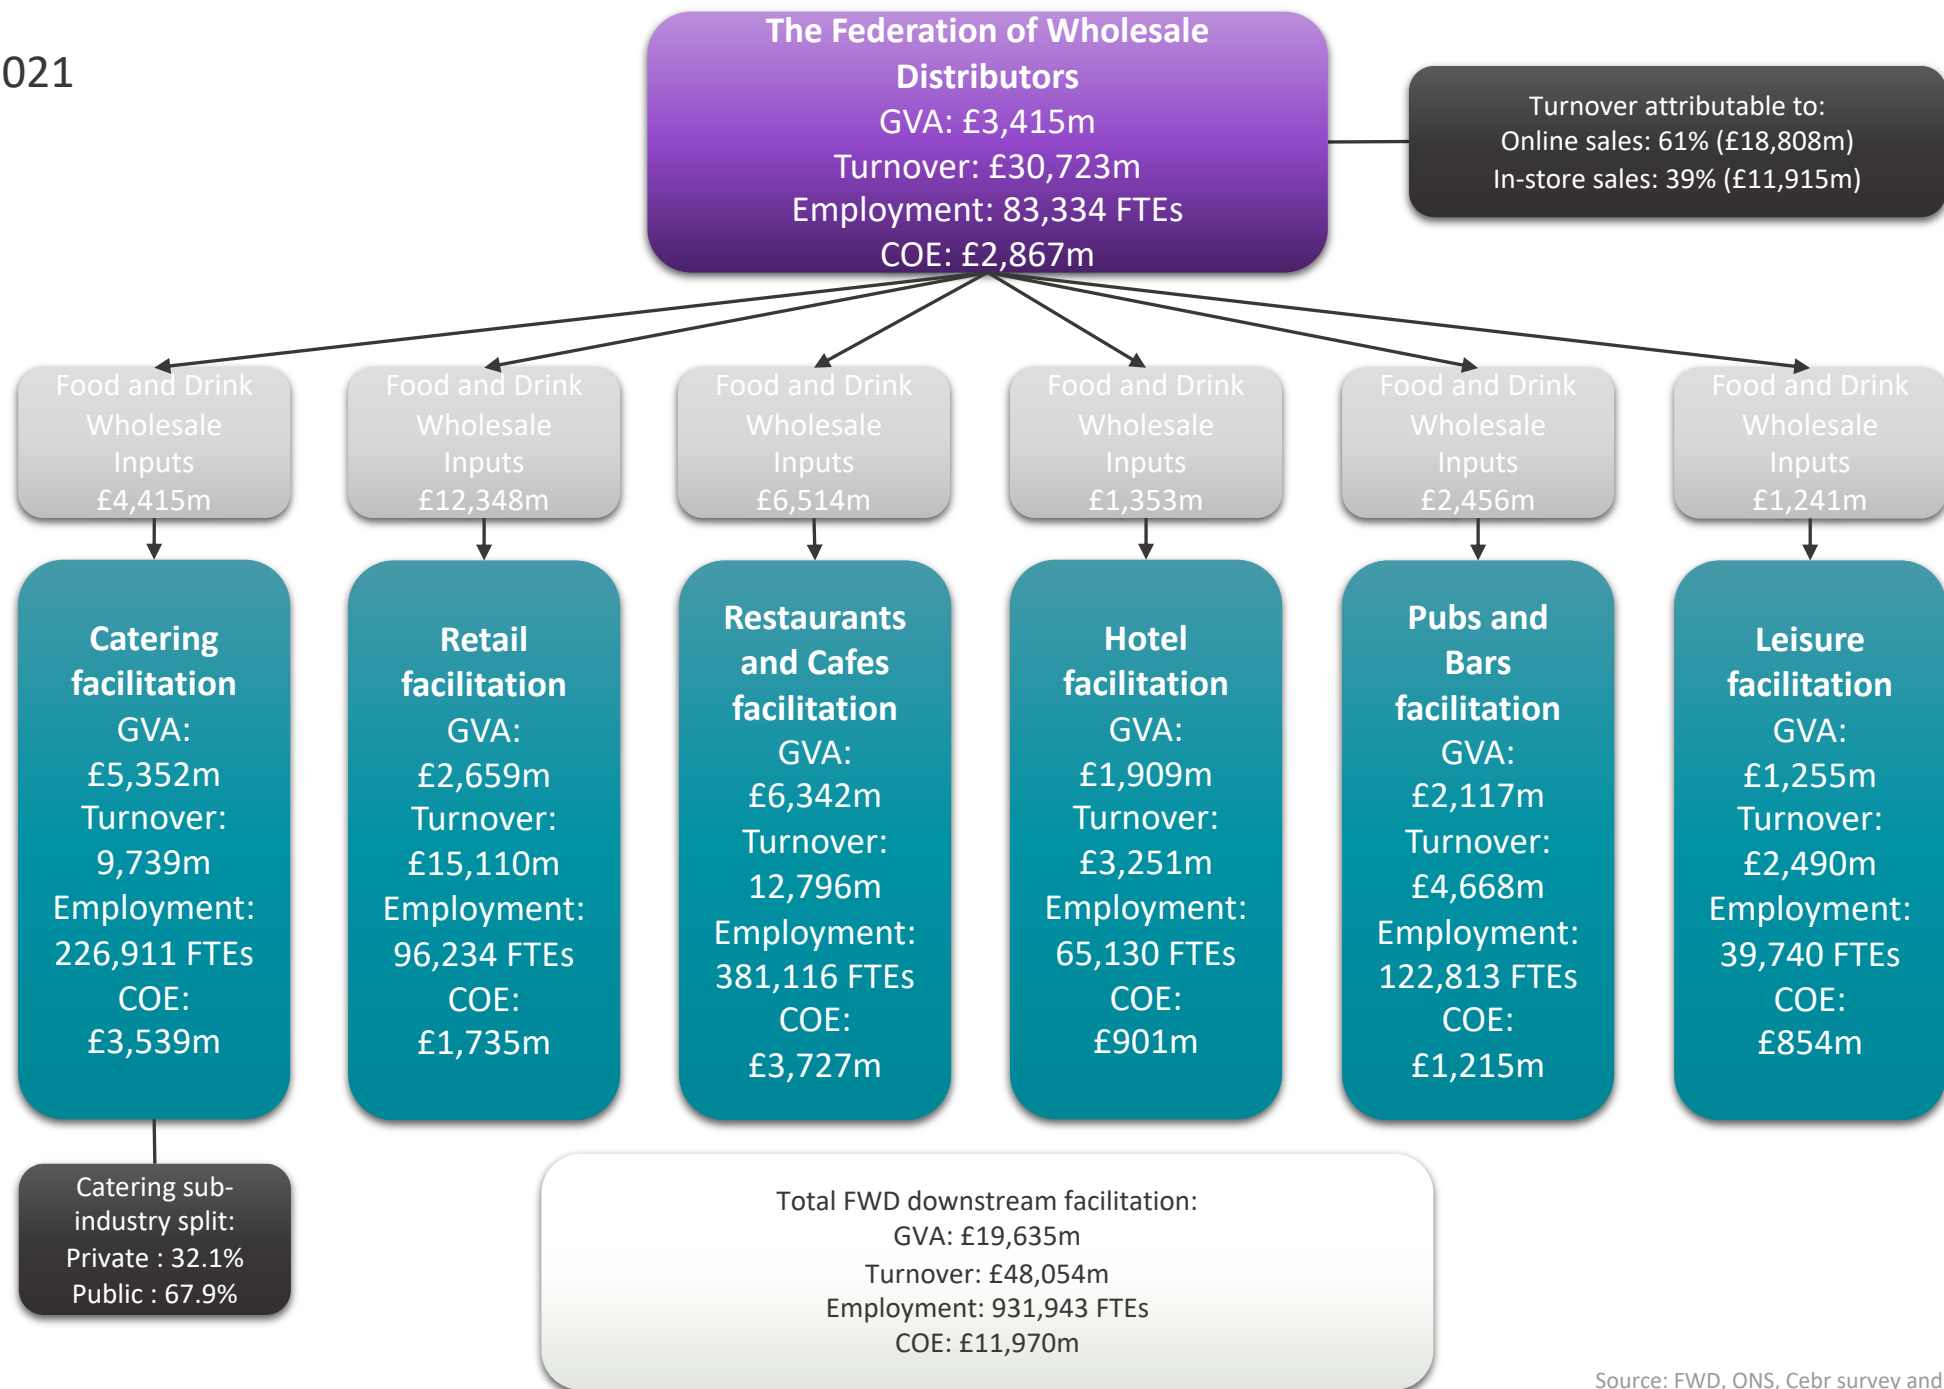 021
The Federation of Wholesale
Distributors
GVA: £3,415m
Turnover: £30,723m
Employment: 83,334 FTEs
COE: £2,867m
Turnover attributable to:
Online sales: 61% (£18,808m)
In-store sales: 39% (£11,915m)
Food and Drink
Wholesale
Inputs
£4,415m
Food and Drink
Wholesale
Inputs
£12,348m
Food and Drink
Wholesale
Inputs
£6,514m
Food and Drink
Wholesale
Inputs
£1,353m
Food and Drink
Wholesale
Inputs
£2,456m
Food and Drink
Wholesale
Inputs
£1,241m
Catering
facilitation
GVA:
£5,352m
Turnover:
9,739m
Employment:
226,911 FTEs
COE:
£3,539m
Retail
facilitation
GVA:
£2,659m
Turnover:
£15,110m
Employment:
96,234 FTEs
COE:
£1,735m
Restaurants
and Cafes
facilitation
GVA:
£6,342m
Turnover:
12,796m
Employment:
381,116 FTEs
COE:
£3,727m
Hotel
facilitation
GVA:
£1,909m
Turnover:
£3,251m
Employment:
65,130 FTEs
COE:
£901m
Pubs and
Bars
facilitation
GVA:
£2,117m
Turnover:
£4,668m
Employment:
122,813 FTEs
COE:
£1,215m
Leisure
facilitation
GVA:
£1,255m
Turnover:
£2,490m
Employment:
39,740 FTEs
COE:
£854m
Catering sub-
industry split:
Private : 32.1%
Public : 67.9%
Total FWD downstream facilitation:
GVA: £19,635m
Turnover: £48,054m
Employment: 931,943 FTEs
COE: £11,970m
Source: FWD, ONS, Cebr survey and